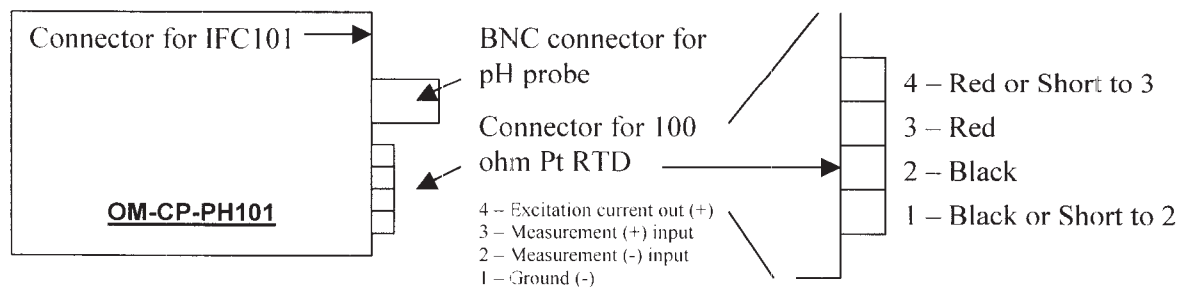 Connector for IFC101
OM-CP-PH101
BNC connector for
pH probe
Connector for 100
ohm Pt RTD
4 – Excitation current out (+)
3 – Measurement (+) input
2 – Measurement (-) input
1 – Ground (-)
4 – Red or Short to 3
3 – Red
2 – Black
1 – Black or Short to 2